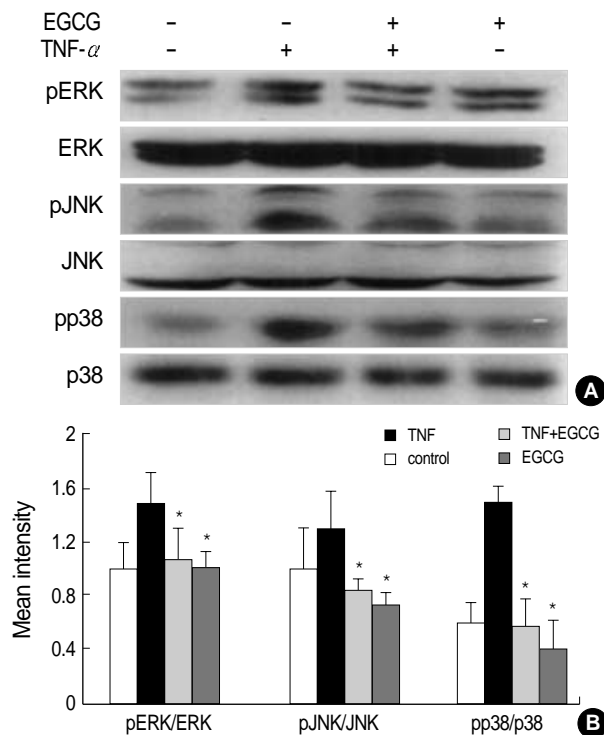 EGCG - - + +
TNF-α - + + -
pERK
ERK
pJNK
JNK
pp38
p38
A
2
1.6
1.2
0.8
0.4
0
Mean intensity
TNF
TNF+EGCG
control
EGCG
* *
* *
* *
pERK/ERK
pJNK/JNK
pp38/p38
B